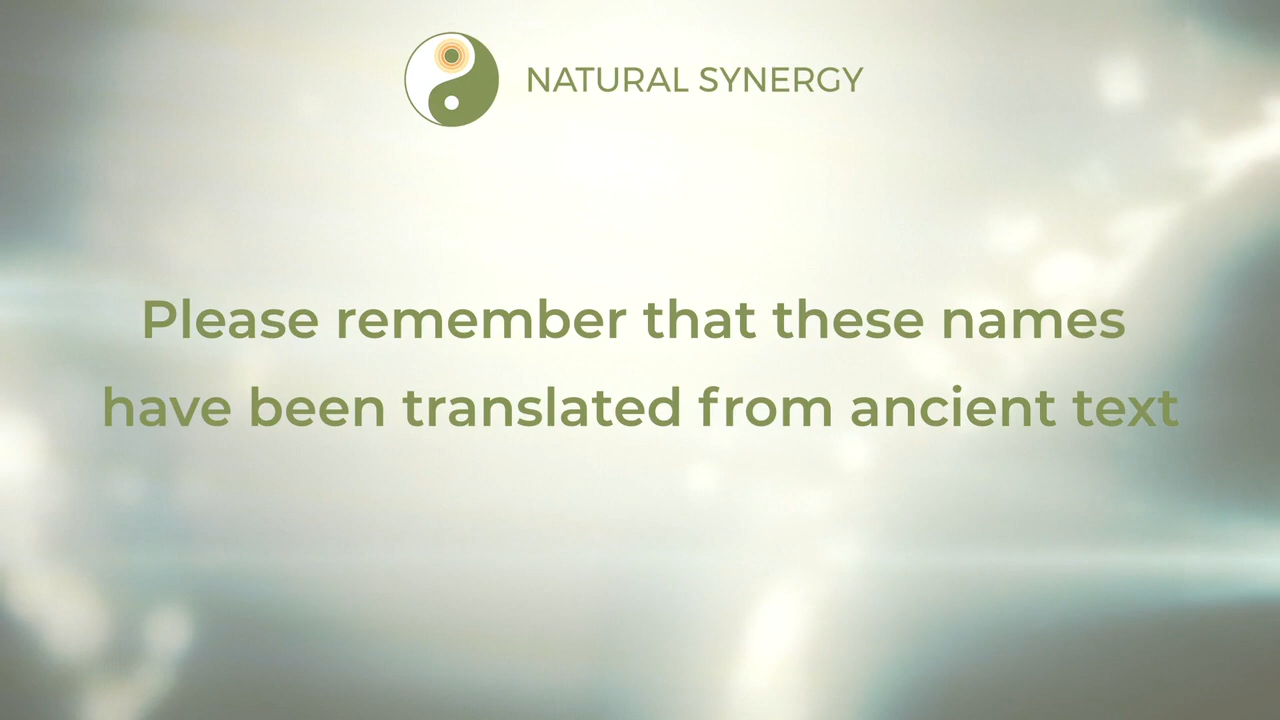 NATURAL SYNERGY
Please remember that these names
have been translated from ancient text